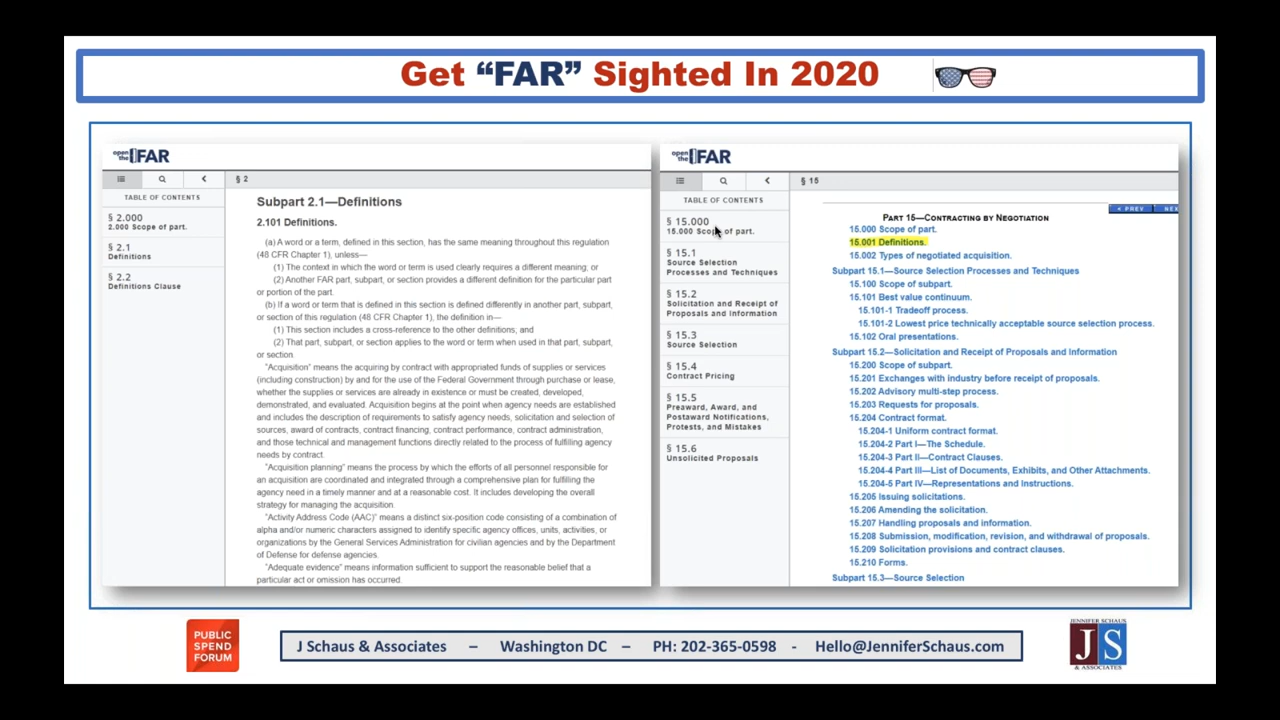 Get “FAR” Sighted In 2020
open the FAR
§ 2
TABLE OF CONTENTS
§ 2.000
2.000 Scope of part.
§ 2.1
Definitions
§ 2.2
Definitions Clause
Subpart 2.1—Definitions
2.101 Definitions.
(a) A word or a term, defined in this section, has the same meaning throughout this regulation
(48 CFR Chapter 1), unless—
(1) The context in which the word or term is used clearly requires a different meaning; or
(2) Another FAR part, subpart, or section provides a different definition for the particular part
or portion of the part.
(b) If a word or term that is defined in this section is defined differently in another part, subpart,
or section of this regulation (48 CFR Chapter 1), the definition in—
(1) This section includes a cross-reference to the other definitions; and
(2) That part, subpart, or section applies to the word or term when used in that part, subpart,
or section.
“Acquisition” means the acquiring by contract with appropriated funds of supplies or services
(including construction) by and for the use of the Federal Government through purchase or lease,
whether the supplies or services are already in existence or must be created, developed,
demonstrated, and evaluated. Acquisition begins at the point when agency needs are established
and includes the description of requirements to satisfy agency needs, solicitation and selection of
sources, award of contracts, contract financing, contract performance, contract administration,
and those technical and management functions directly related to the process of fulfilling agency
needs by contract.
“Acquisition planning” means the process by which the efforts of all personnel responsible for
an acquisition are coordinated and integrated through a comprehensive plan for fulfilling the
agency need in a timely manner and at a reasonable cost. It includes developing the overall
strategy for managing the acquisition.
“Activity Address Code (AAC)” means a distinct six-position code consisting of a combination of
alpha and/or numeric characters assigned to identify specific agency offices, units, activities, or
organizations by the General Services Administration for civilian agencies and by the Department
of Defense for defense agencies.
“Adequate evidence” means information sufficient to support the reasonable belief that a
particular act or omission has occurred.
open the FAR
§ 15
TABLE OF CONTENTS
§ 15.000
15.000 Scope of part.
§ 15.1
Source Selection
Processes and Techniques
§ 15.2
Solicitation and Receipt of
Proposals and Information
§ 15.3
Source Selection
§ 15.4
Contract Pricing
§ 15.5
Preaward, Award, and
Postaward Notifications,
Protests, and Mistakes
§ 15.6
Unsolicited Proposals
< PREV NEX
PART 15—CONTRACTING BY NEGOTIATION
15.000 Scope of part.
15.001 Definitions.
15.002 Types of negotiated acquisition.
Subpart 15.1—Source Selection Processes and Techniques
15.100 Scope of subpart.
15.101 Best value continuum.
15.101-1 Tradeoff process.
15.101-2 Lowest price technically acceptable source selection process.
15.102 Oral presentations.
Subpart 15.2—Solicitation and Receipt of Proposals and Information
15.200 Scope of subpart.
15.201 Exchanges with industry before receipt of proposals.
15.202 Advisory multi-step process.
15.203 Requests for proposals.
15.204 Contract format.
15.204-1 Uniform contract format.
15.204-2 Part I—The Schedule.
15.204-3 Part II—Contract Clauses.
15.204-4 Part III—List of Documents, Exhibits, and Other Attachments.
15.204-5 Part IV—Representations and Instructions.
15.205 Issuing solicitations.
15.206 Amending the solicitation.
15.207 Handling proposals and information.
15.208 Submission, modification, revision, and withdrawal of proposals.
15.209 Solicitation provisions and contract clauses.
15.210 Forms.
Subpart 15.3—Source Selection
PUBLIC
SPEND
FORUM
J Schaus & Associates – Washington DC – PH: 202-365-0598 - Hello@JenniferSchaus.com
JENNIFER SCHAUS
JS
& ASSOCIATES